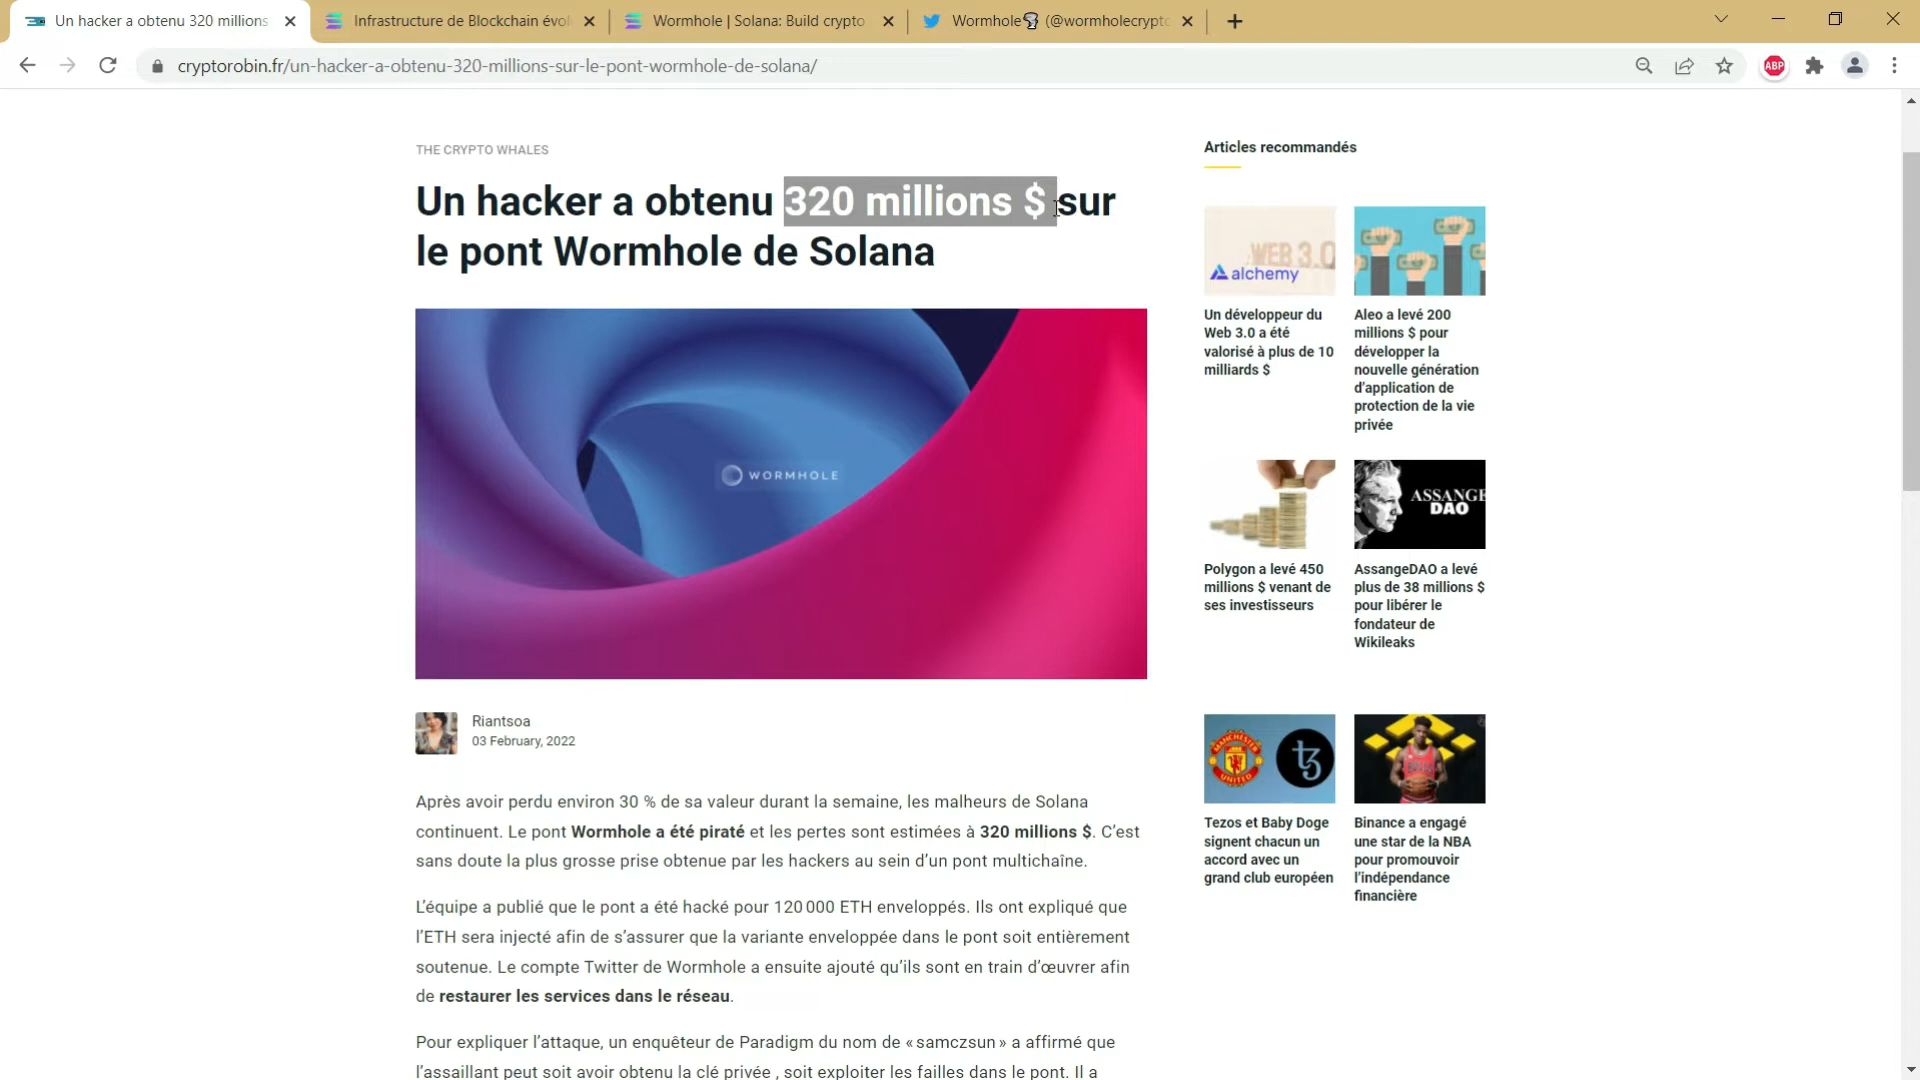 Un hacker a obtenu 320 millions
Infrastructure de Blockchain évol
Wormhole | Solana: Build crypto
Wormhole🌪 (@wormholecrypto
cryptorobin.fr/un-hacker-a-obtenu-320-millions-sur-le-pont-wormhole-de-solana/
ABP
THE CRYPTO WHALES
Un hacker a obtenu 320 millions $ sur
le pont Wormhole de Solana
WORMHOLE
Riantsoa
03 February, 2022
Après avoir perdu environ 30 % de sa valeur durant la semaine, les malheurs de Solana
continuent. Le pont Wormhole a été piraté et les pertes sont estimées à 320 millions $. C’est
sans doute la plus grosse prise obtenue par les hackers au sein d’un pont multichaîne.
L’équipe a publié que le pont a été hacké pour 120 000 ETH enveloppés. Ils ont expliqué que
l’ETH sera injecté afin de s’assurer que la variante enveloppée dans le pont soit entièrement
soutenue. Le compte Twitter de Wormhole a ensuite ajouté qu’ils sont en train d’œuvrer afin
de restaurer les services dans le réseau.
Pour expliquer l’attaque, un enquêteur de Paradigm du nom de « samczsun » a affirmé que
l’assaillant peut soit avoir obtenu la clé privée , soit exploiter les failles dans le pont. Il a
Articles recommandés
WEB 3.0
alchemy
Un développeur du
Web 3.0 a été
valorisé à plus de 10
milliards $
Aleo a levé 200
millions $ pour
développer la
nouvelle génération
d’application de
protection de la vie
privée
Polygon a levé 450
millions $ venant de
ses investisseurs
ASSANGE
DAO
AssangeDAO a levé
plus de 38 millions $
pour libérer le
fondateur de
Wikileaks
MANCHESTER
UNITED
Tezos et Baby Doge
signent chacun un
accord avec un
grand club européen
BULLS
Binance a engagé
une star de la NBA
pour promouvoir
l’indépendance
financière